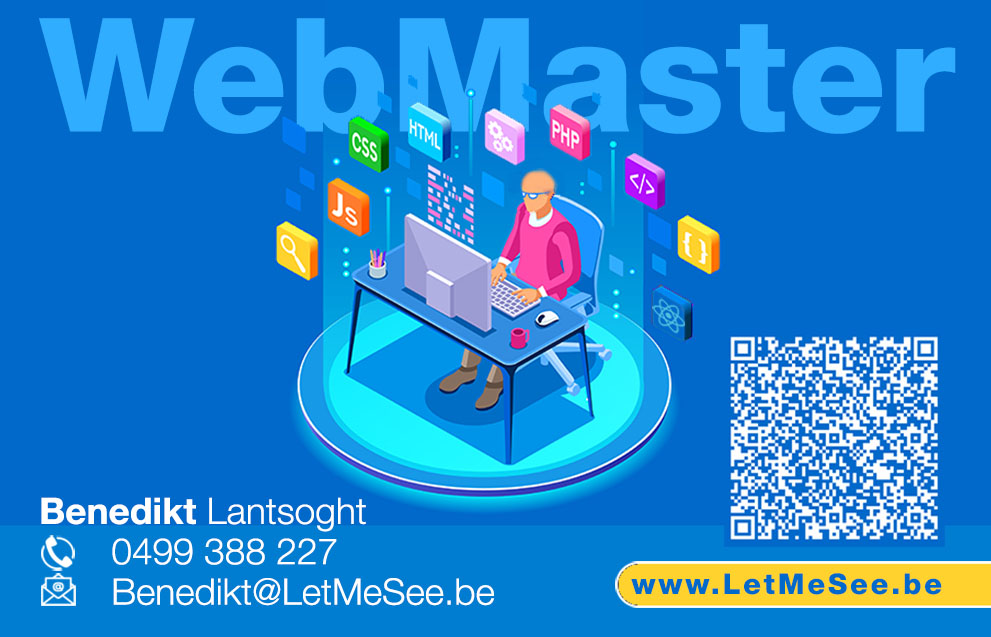 WebMaster
CSS
HTML
PHP
</>
JS
{ }
Benedikt Lantsoght
0499 388 227
Benedikt@LetMeSee.be
www.LetMeSee.be